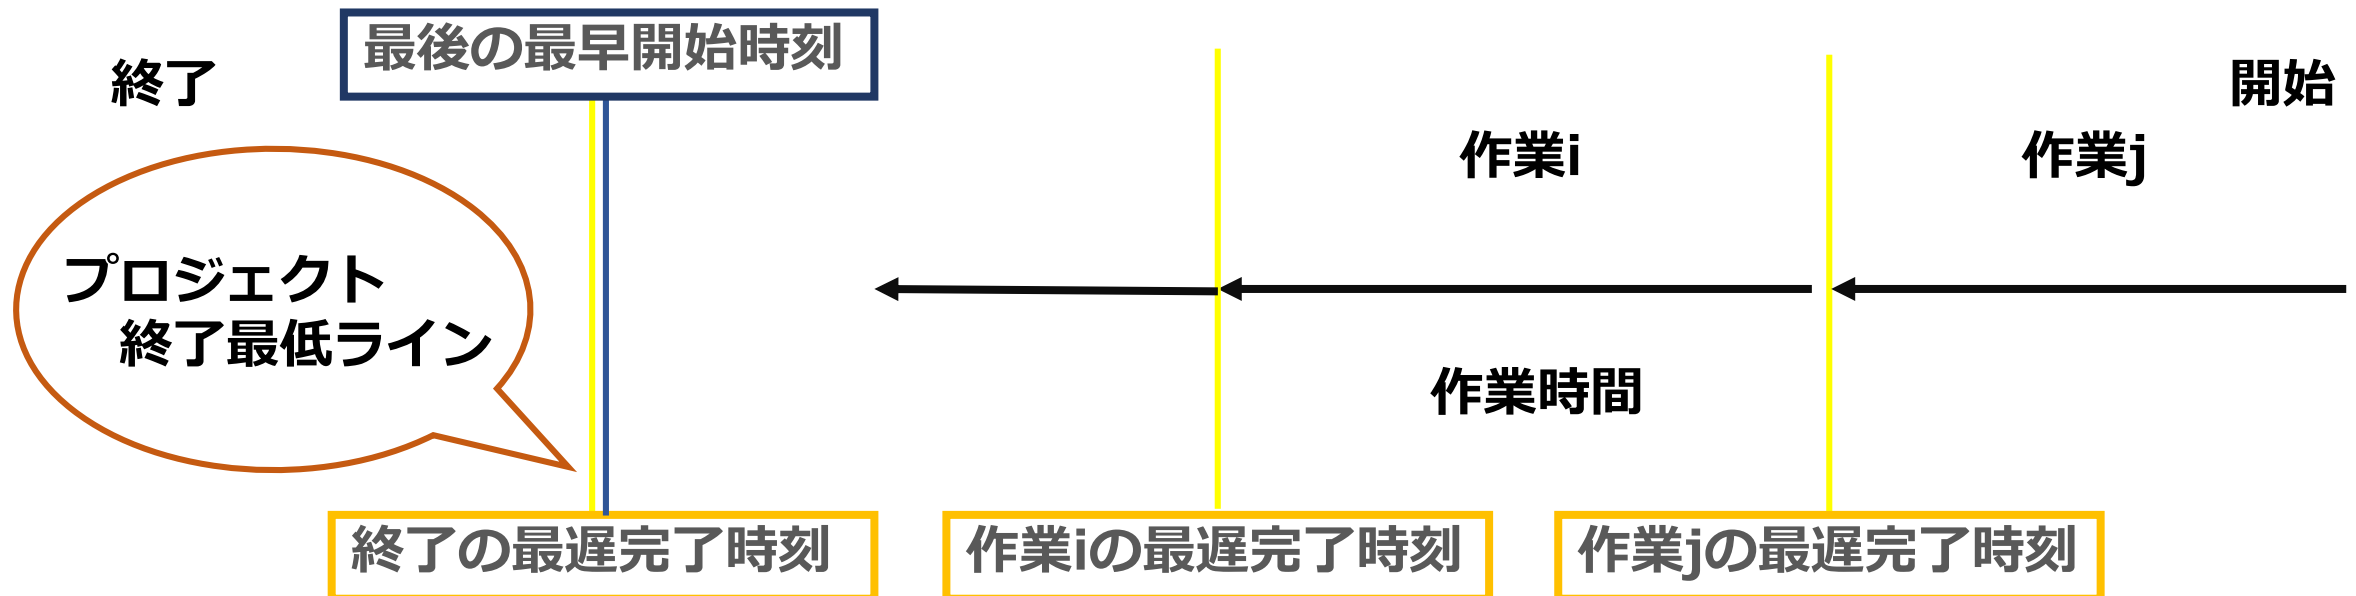 最後の最早開始時刻
終了
開始
作業i
作業j
プロジェクト
終了最低ライン
作業時間
終了の最遅完了時刻
作業iの最遅完了時刻
作業jの最遅完了時刻